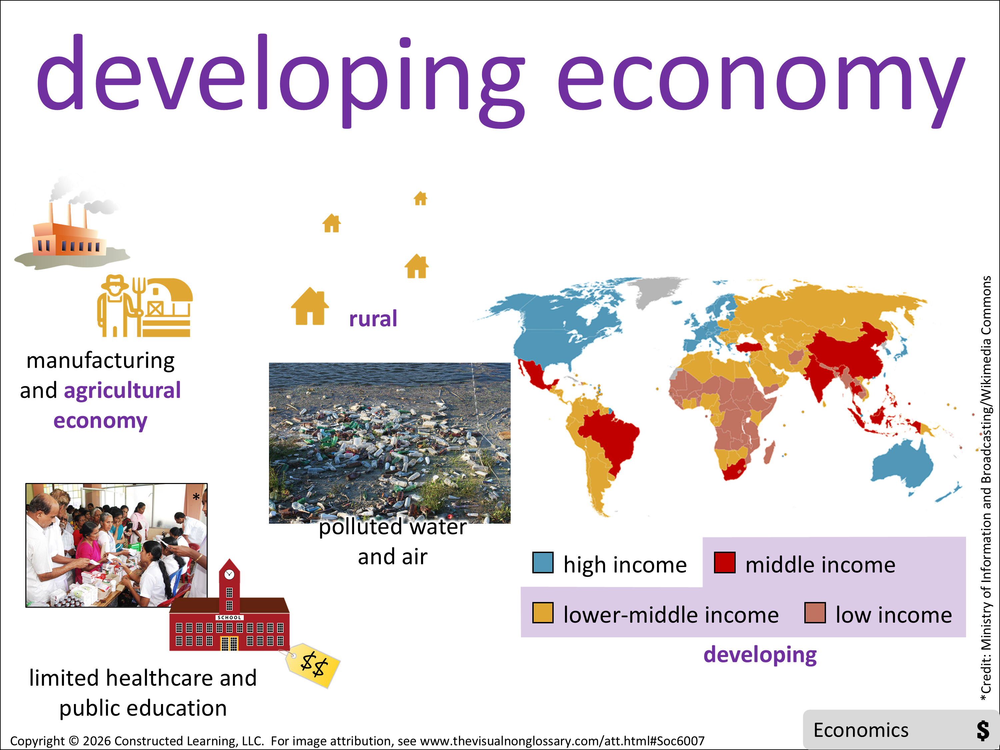 developing economy
rural
manufacturing
and agricultural
economy
*
SCHOOL
$$
limited healthcare and
public education
polluted water
and air
high income
middle income
lower-middle income
low income
developing
*Credit: Ministry of Information and Broadcasting/Wikimedia Commons
Economics $
Copyright © 2026 Constructed Learning, LLC.  For image attribution, see www.thevisualnonglossary.com/att.html#Soc6007